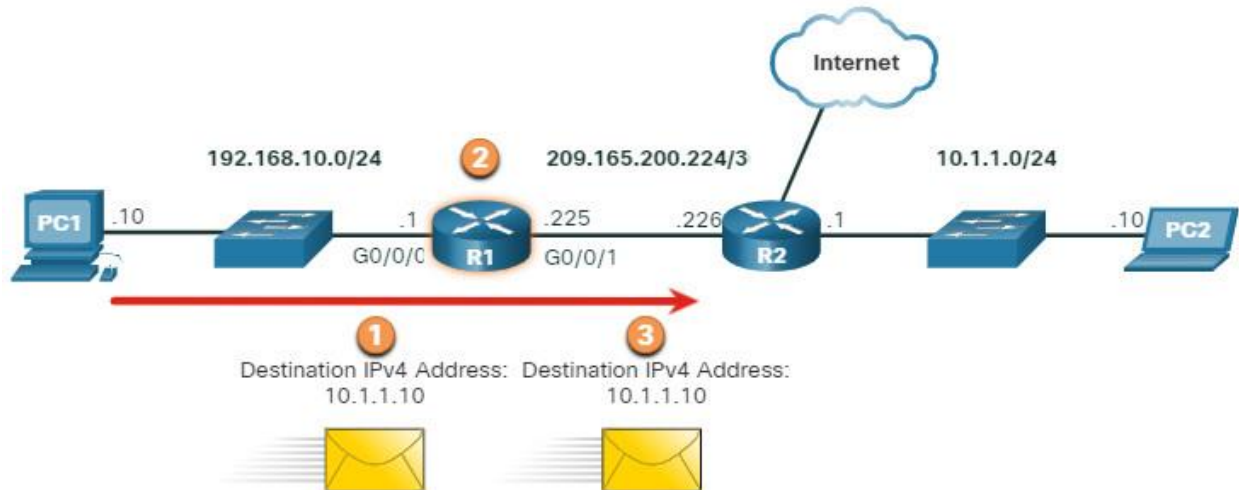 Internet
192.168.10.0/24
2
209.165.200.224/3
10.1.1.0/24
PC1
.10
.1
G0/0/0
R1
.225
G0/0/1
.226
R2
.1
.10
PC2
1
3
Destination IPv4 Address:
10.1.1.10
Destination IPv4 Address:
10.1.1.10